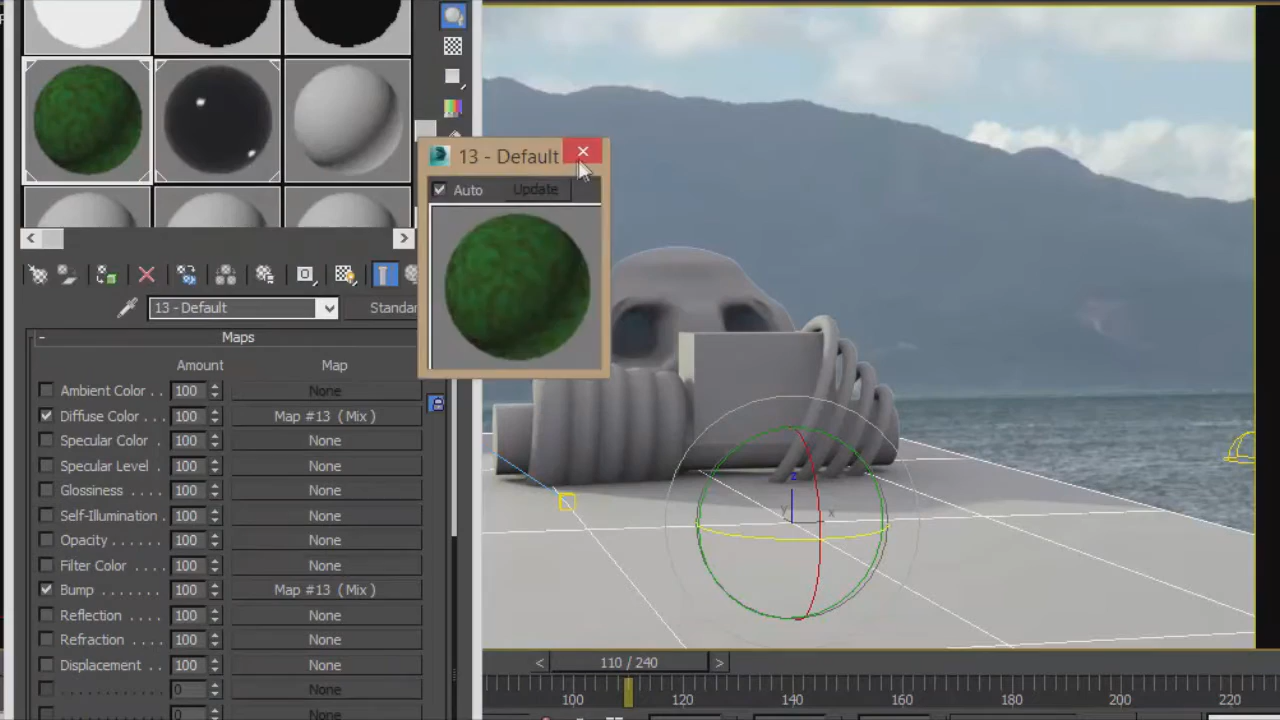 13 - Default
Auto Update
13 - Default
Standar
- Maps
Amount Map
Ambient Color . . 100 None
Diffuse Color . . . 100 Map #13 ( Mix )
Specular Color . 100 None
Specular Level . 100 None
Glossiness . . . . 100 None
Self-Illumination . 100 None
Opacity . . . . . 100 None
Filter Color . . . . 100 None
Bump . . . . . . . 100 Map #13 ( Mix )
Reflection . . . . 100 None
Refraction . . . . 100 None
Displacement . . 100 None
. . . . . . . . . . . . 0 None
. . . . . . . . . . . . 0 None
z
y x
< 110 / 240 >
100 120 140 160 180 200 220